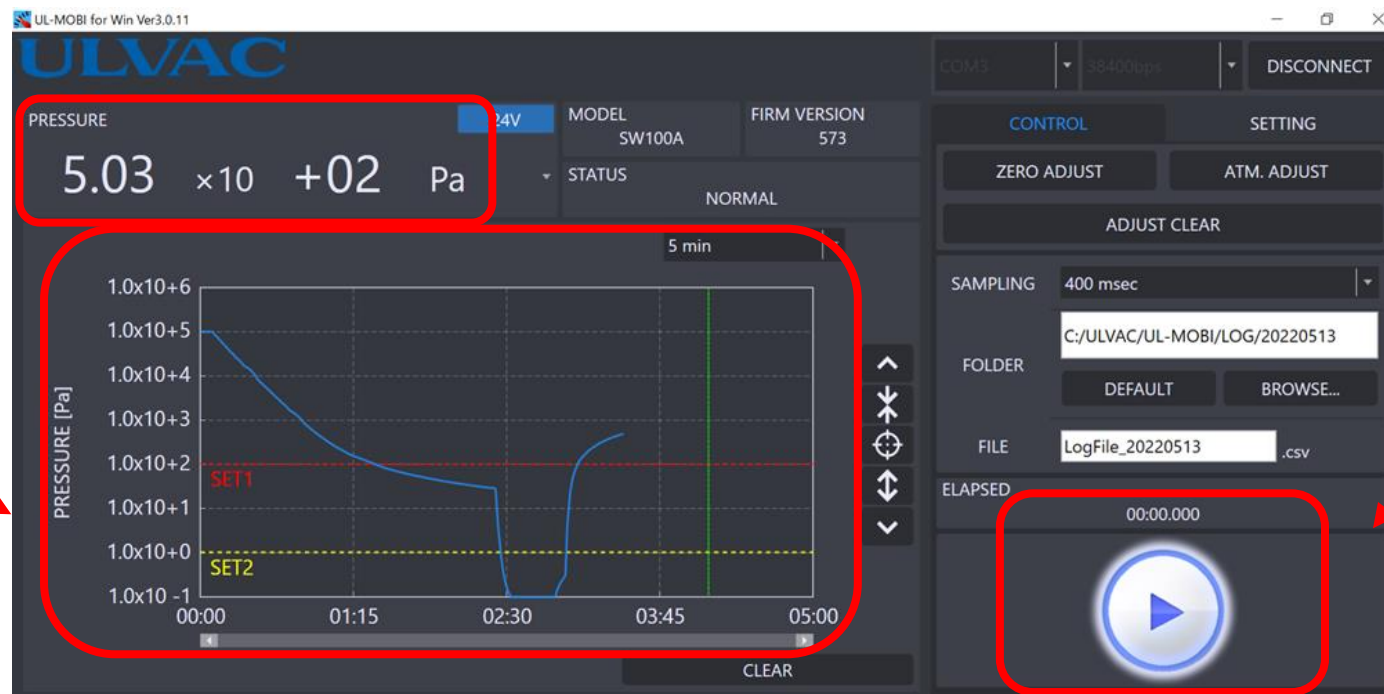 UL-MOBI for Win Ver3.0.11
ULVAC
COM3 38400bps DISCONNECT
PRESSURE
24V
5.03 ×10 +02 Pa
MODEL
SW100A
FIRM VERSION
573
STATUS
NORMAL
CONTROL SETTING
ZERO ADJUST ATM. ADJUST
ADJUST CLEAR
5 min
PRESSURE [Pa]
1.0x10+6
1.0x10+5
1.0x10+4
1.0x10+3
1.0x10+2
1.0x10+1
1.0x10+0
1.0x10 -1
SET1
SET2
00:00 01:15 02:30 03:45 05:00
CLEAR
SAMPLING 400 msec
FOLDER
C:/ULVAC/UL-MOBI/LOG/20220513
DEFAULT BROWSE...
FILE LogFile_20220513 .csv
ELAPSED
00:00.000